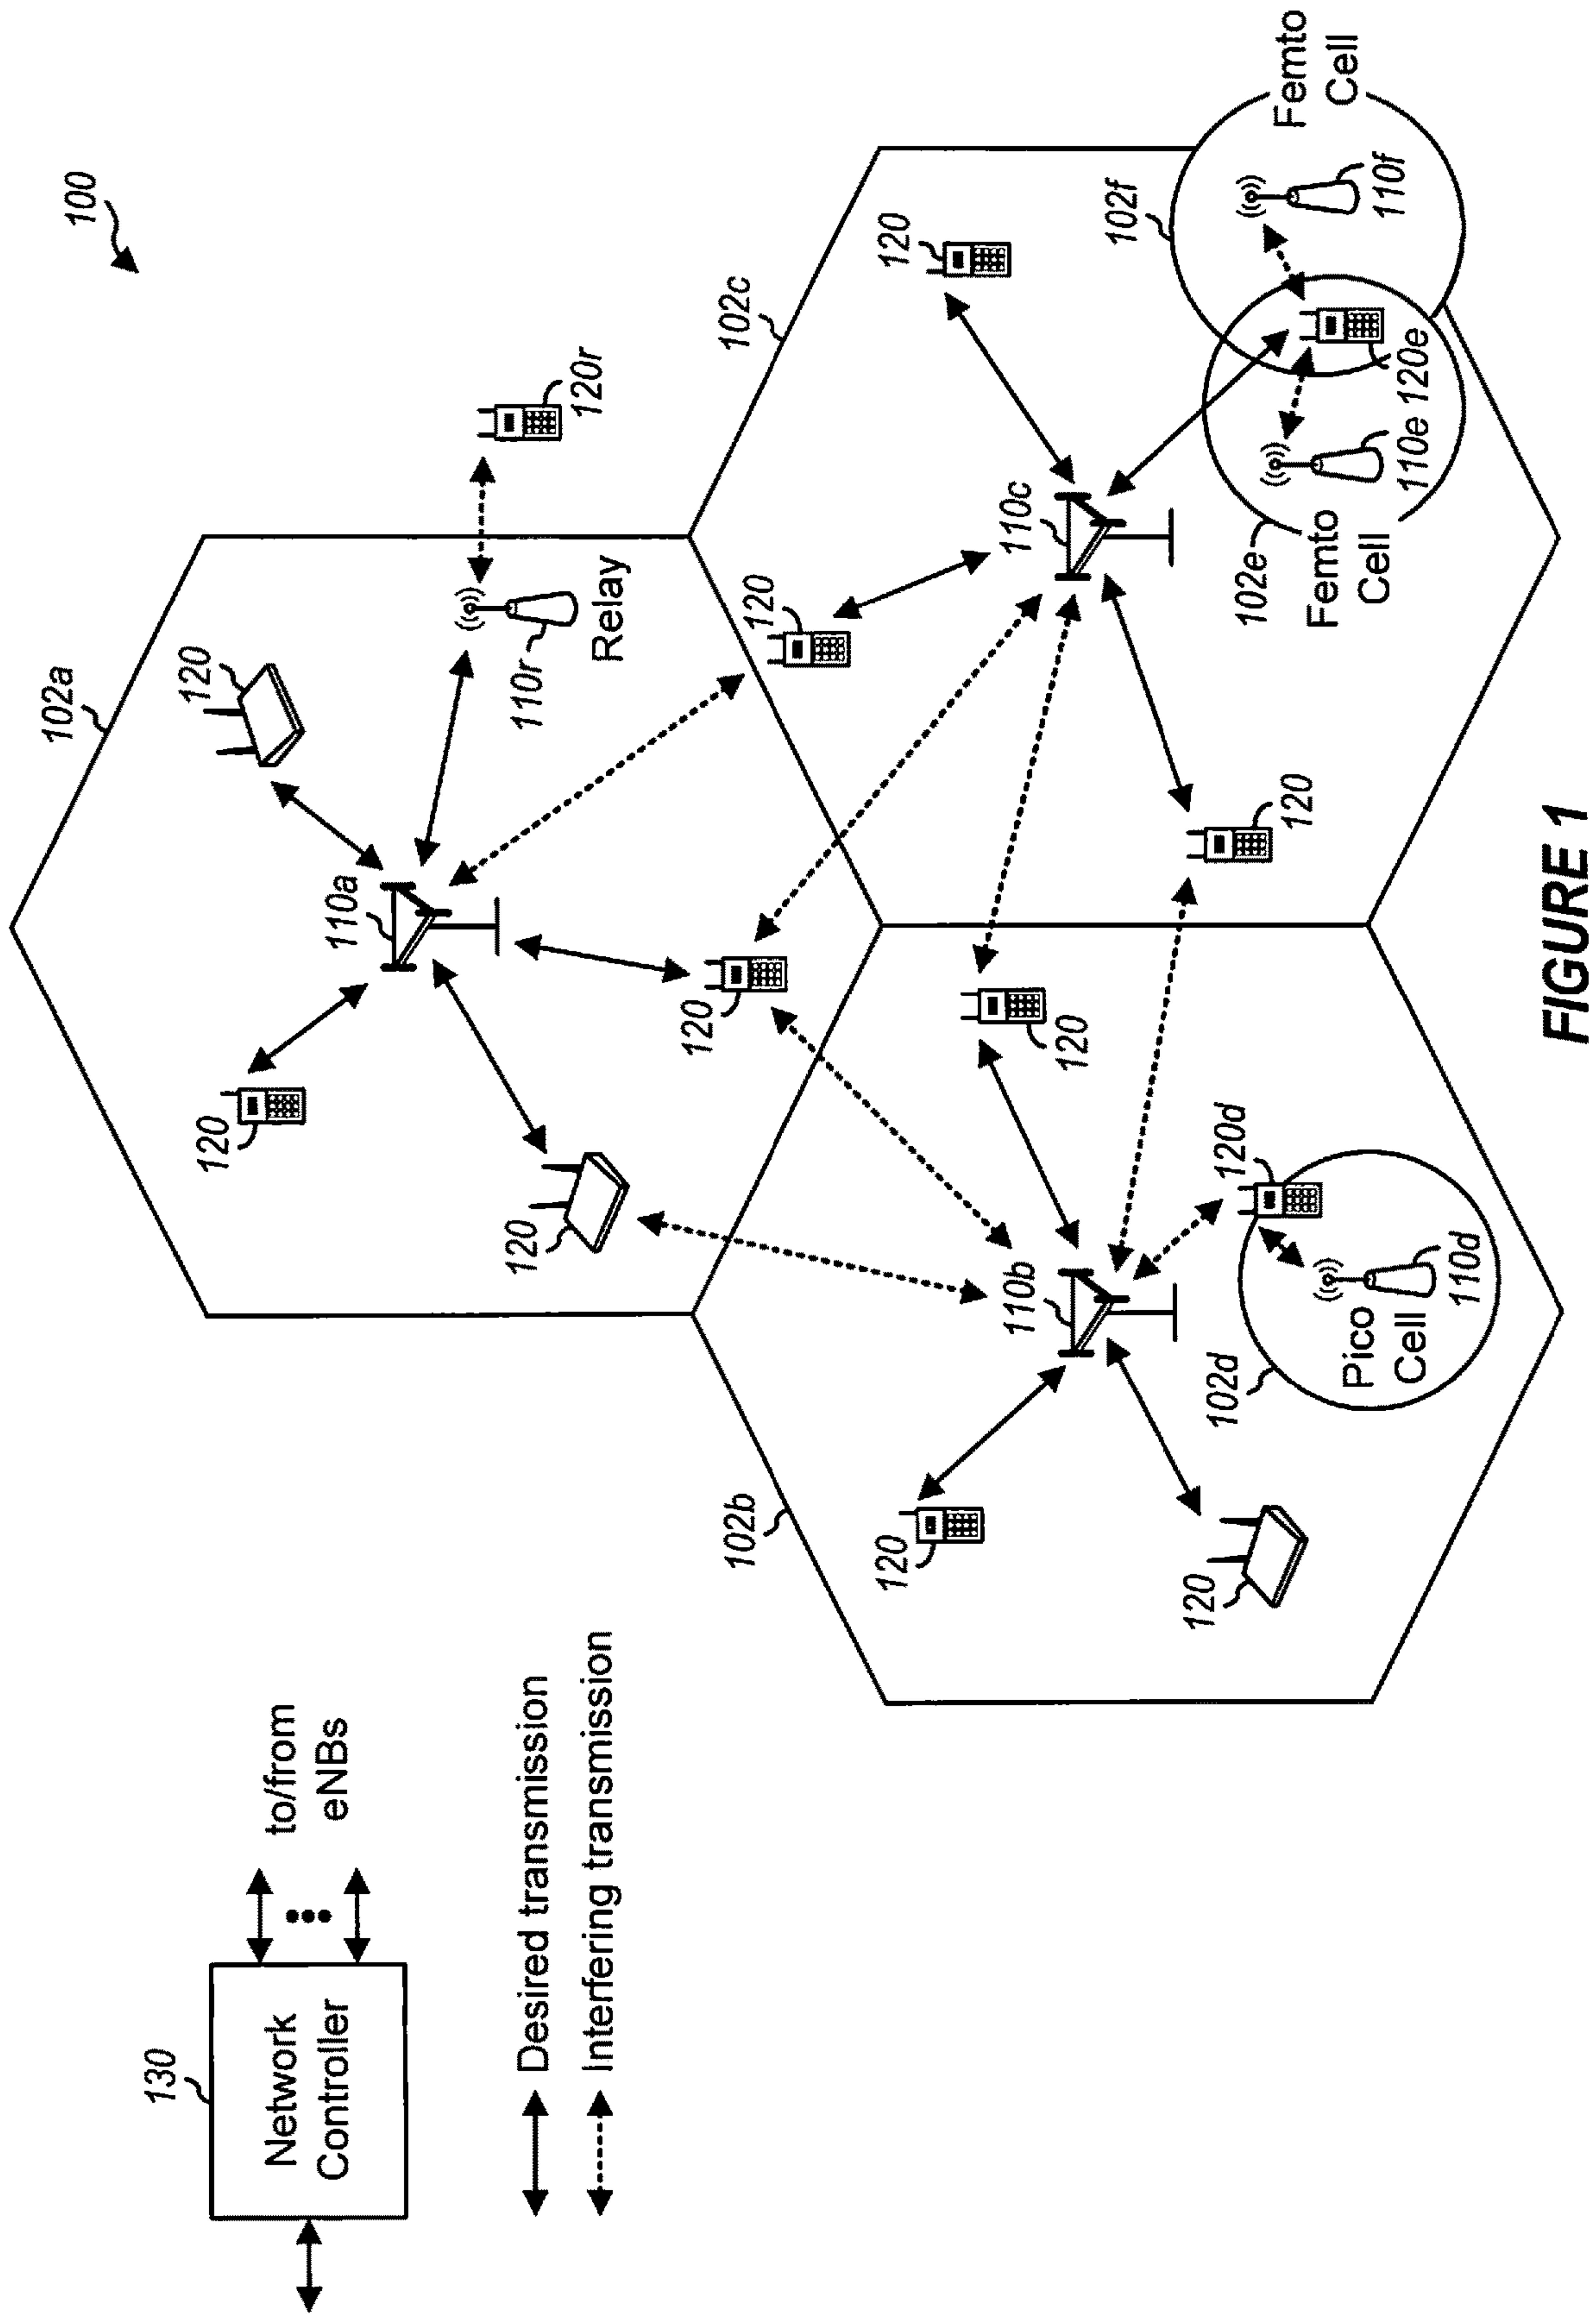 100
130
Network
Controller
to/from
eNBs
Desired transmission
Interfering transmission
102a
120
120
110a
120
120
110r
Relay
120r
102b
120
110b
120
120
102d
Pico
Cell
110d
120d
102c
120
120
110c
120
102e
Femto
Cell
110e
120e
102f
110f
Femto
Cell
FIGURE 1